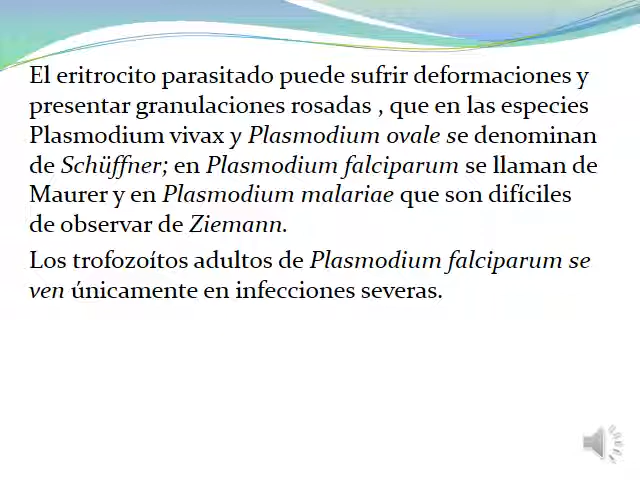 El eritrocito parasitado puede sufrir deformaciones y
presentar granulaciones rosadas , que en las especies
Plasmodium vivax y Plasmodium ovale se denominan
de Schüffner; en Plasmodium falciparum se llaman de
Maurer y en Plasmodium malariae que son difíciles
de observar de Ziemann.
Los trofozoítos adultos de Plasmodium falciparum se
ven únicamente en infecciones severas.